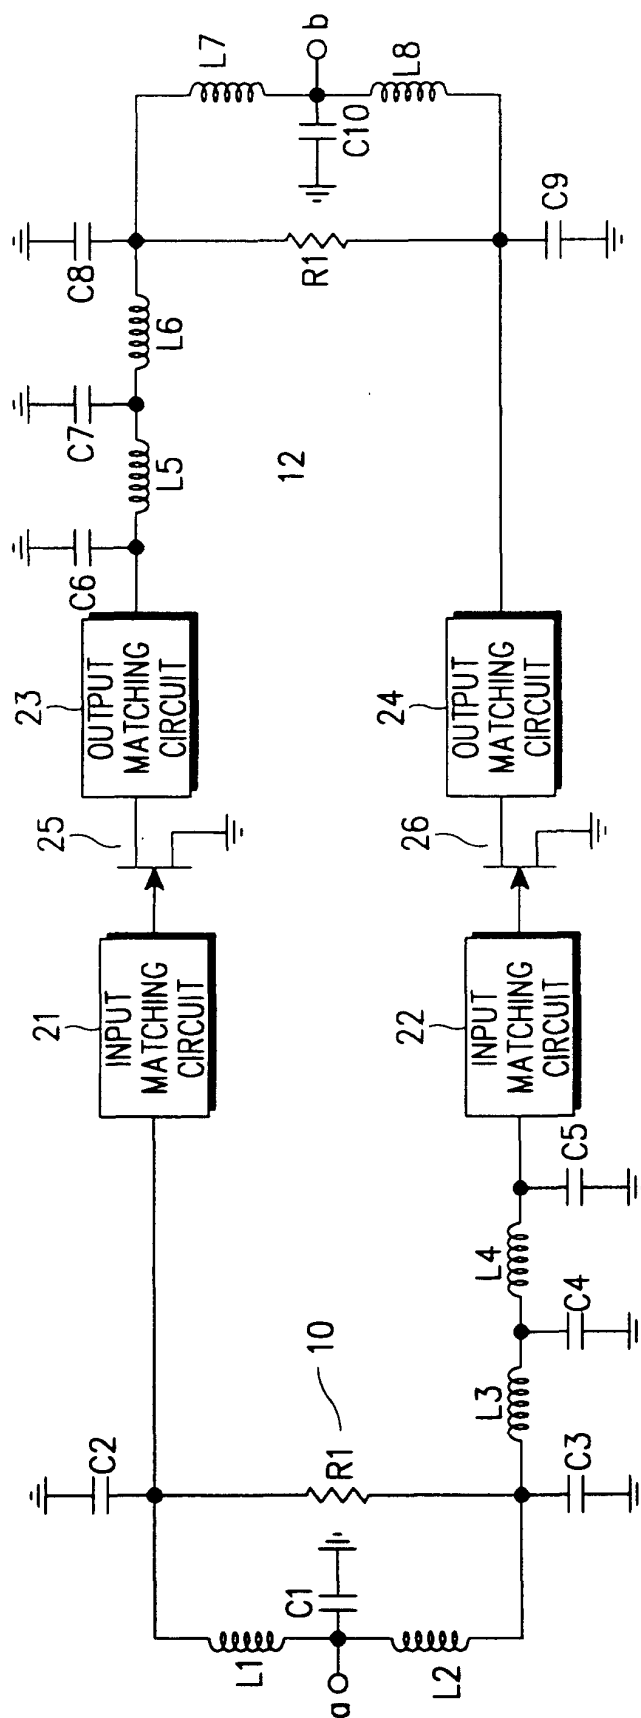 a
L1
L2
C1
C2
R1
10
C3
L3
C4
L4
C5
21
INPUT
MATCHING
CIRCUIT
22
INPUT
MATCHING
CIRCUIT
25
26
23
OUTPUT
MATCHING
CIRCUIT
24
OUTPUT
MATCHING
CIRCUIT
C6
L5
C7
L6
C8
12
R1
C9
L7
C10
L8
b